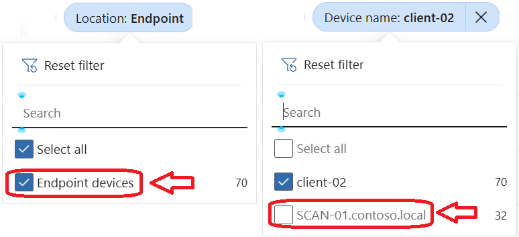 Location: Endpoint
Reset filter
Search
Select all
Endpoint devices 70
Device name: client-02
Reset filter
Search
Select all
client-02 70
SCAN-01.contoso.local 32